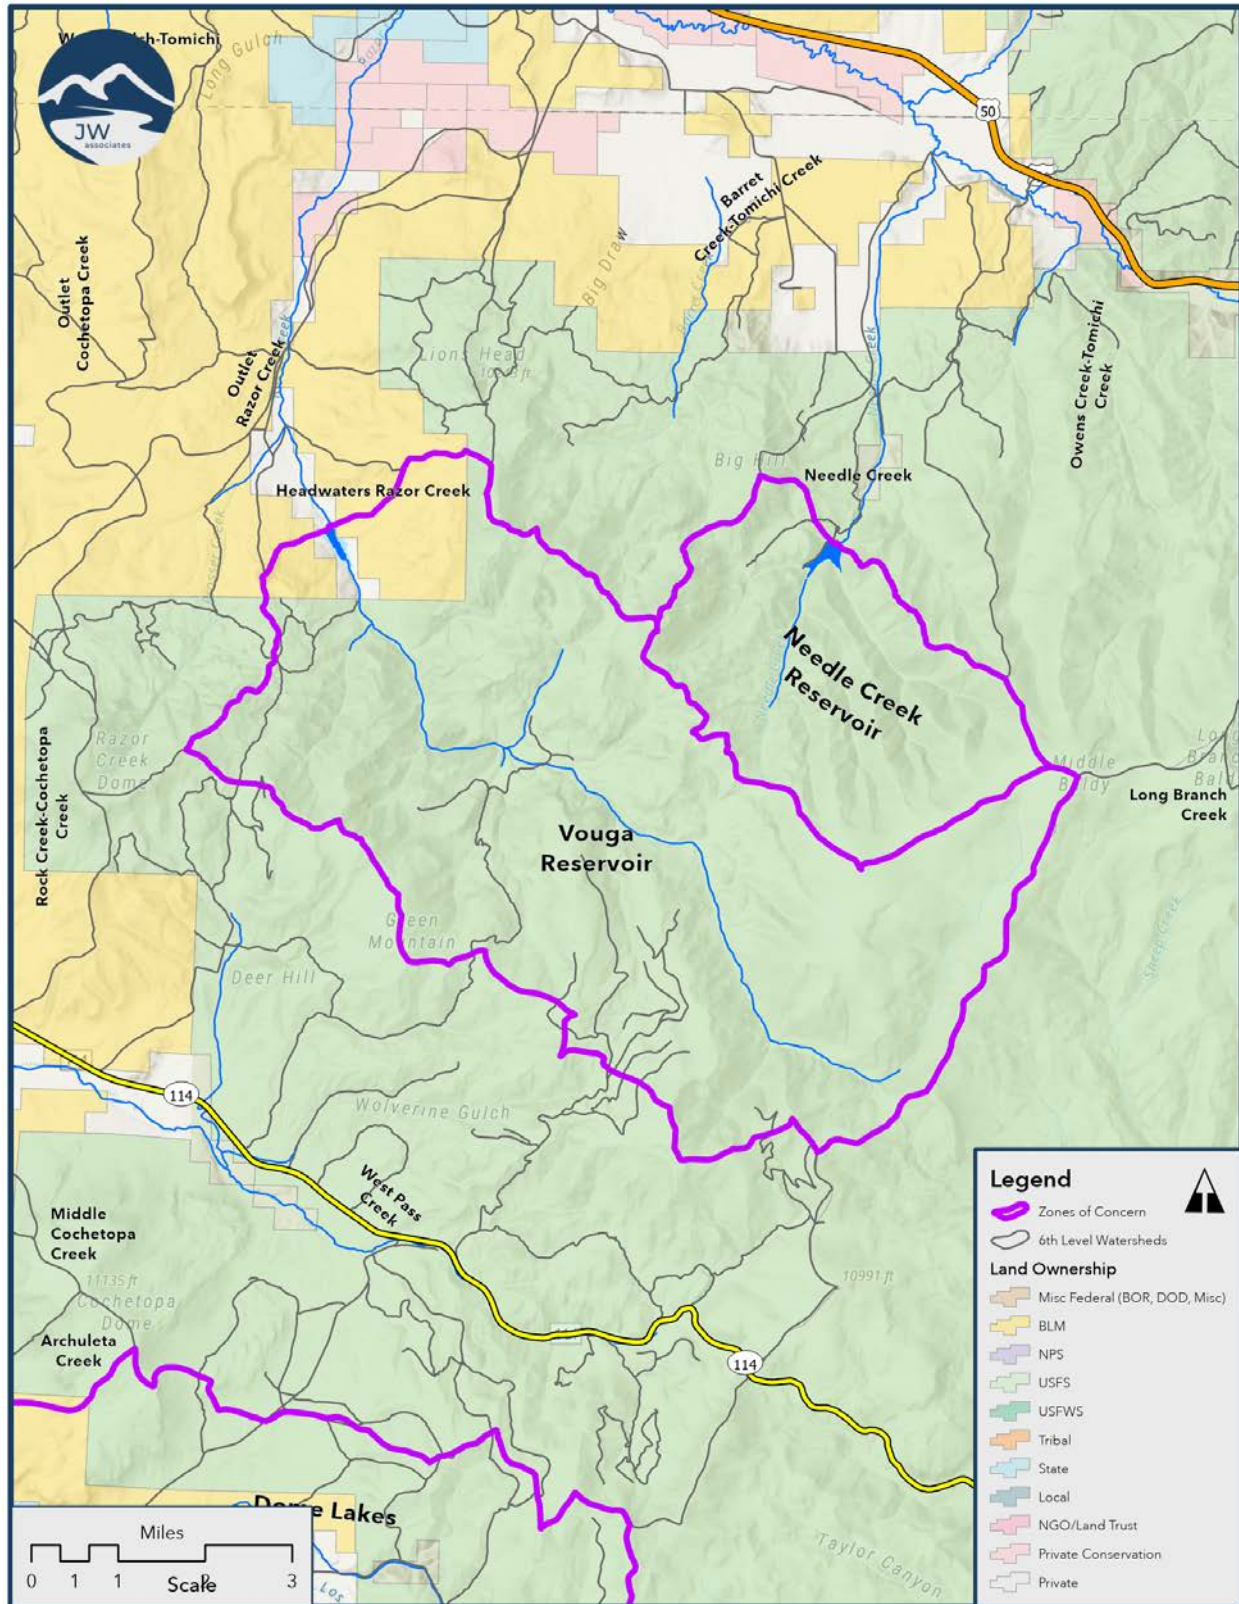 JW
associates
Long Gulch
50
Barret
Creek-Tomichi Creek
Big Draw
Outlet
Cochetopa Creek
Outlet
Razor Creek
Lions Head
Owens Creek-Tomichi
Creek
Big Hill
Needle Creek
Headwaters Razor Creek
Needle Creek
Reservoir
Razor
Creek
Dome
Rock Creek-Cochetopa
Creek
Middle
Baldy
Long Branch
Creek
Vouga
Reservoir
Green
Mountain
Deer Hill
Sheep Creek
114
Wolverine Gulch
West Pass
Creek
Middle
Cochetopa
Creek
11135 ft
Cochetopa
Dome
Archuleta
Creek
10991 ft
114
Dome Lakes
Taylor Canyon
Los
Miles
0 1 1 2 3
Scale
Legend
Zones of Concern
6th Level Watersheds
Land Ownership
Misc Federal (BOR, DOD, Misc)
BLM
NPS
USFS
USFWS
Tribal
State
Local
NGO/Land Trust
Private Conservation
Private